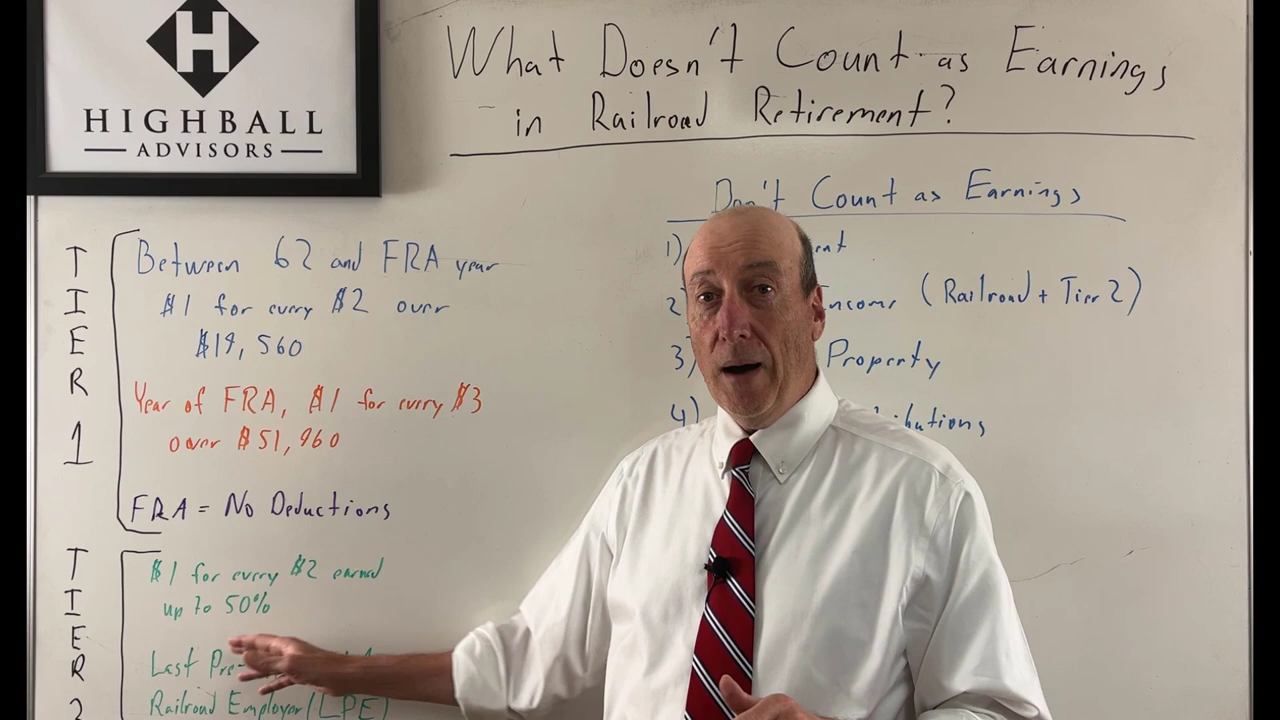 H
HIGHBALL
ADVISORS
What Doesn't Count as Earnings
in Railroad Retirement?
Don't Count as Earnings
1)
2) Income (Railroad + Tier 2)
3) Property
4)
TIER 1
Between 62 and FRA year
$1 for every $2 over
$19,560
Year of FRA, $1 for every $3
over $51,960
FRA = No Deductions
TIER 2
$1 for every $2 earned
up to 50%
Last
Railroad Employer (LPE)